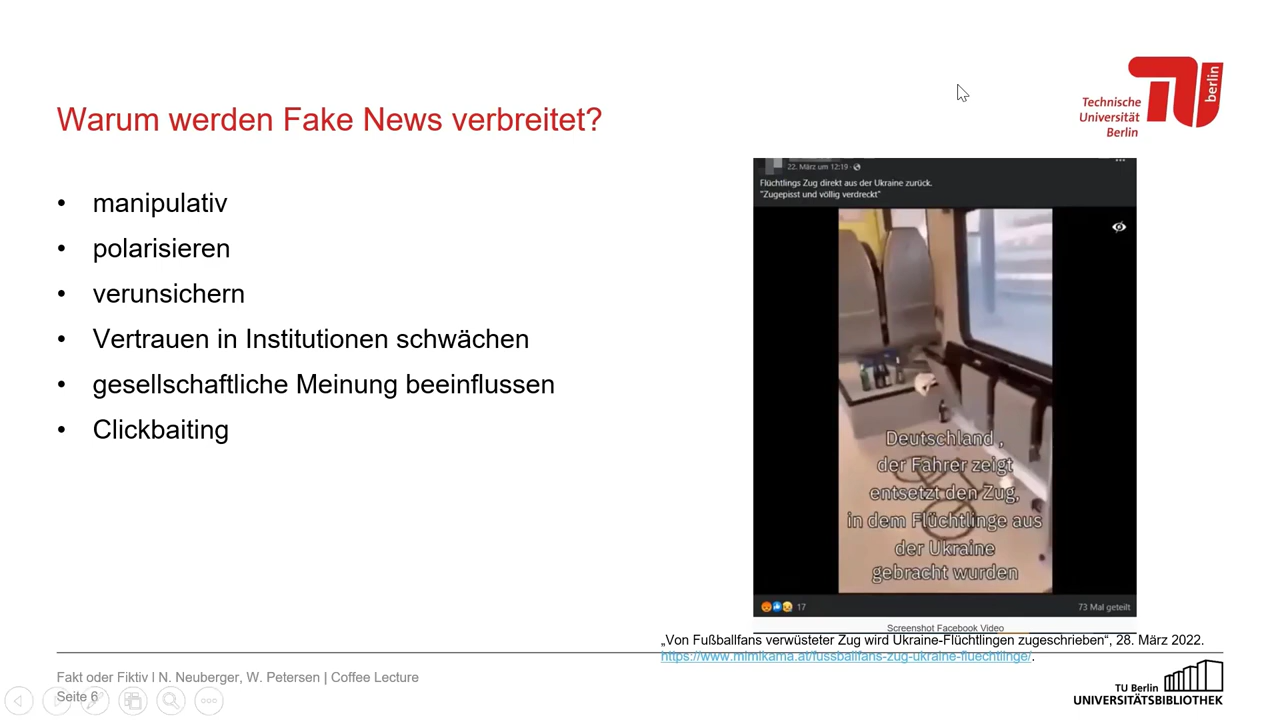 Technische
Universität
Berlin
berlin
Warum werden Fake News verbreitet?
• manipulativ
• polarisieren
• verunsichern
• Vertrauen in Institutionen schwächen
• gesellschaftliche Meinung beeinflussen
• Clickbaiting
22. März um 12:19
Flüchtlings Zug direkt aus der Ukraine zurück.
"Zugepisst und völlig verdreckt"
Deutschland ,
der Fahrer zeigt
entsetzt den Zug,
in dem Flüchtlinge aus
der Ukraine
gebracht wurden
17
73 Mal geteilt
Screenshot Facebook Video
„Von Fußballfans verwüsteter Zug wird Ukraine-Flüchtlingen zugeschrieben“, 28. März 2022.
https://www.mimikama.at/fussballfans-zug-ukraine-fluechtlinge/.
Fakt oder Fiktiv I N. Neuberger, W. Petersen | Coffee Lecture
Seite 6
TU Berlin
UNIVERSITÄTSBIBLIOTHEK